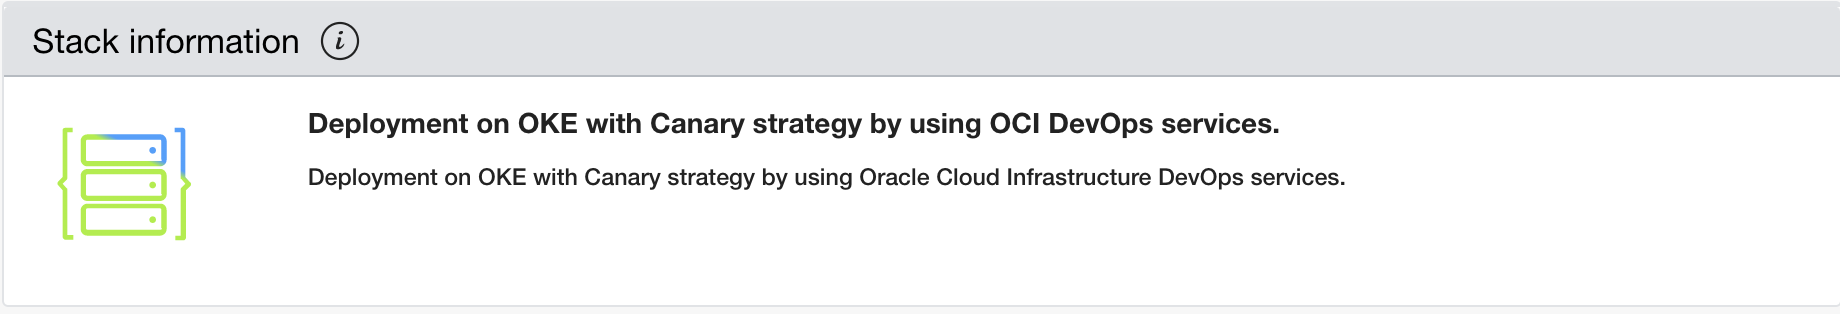 Stack information
Deployment on OKE with Canary strategy by using OCI DevOps services.
Deployment on OKE with Canary strategy by using Oracle Cloud Infrastructure DevOps services.